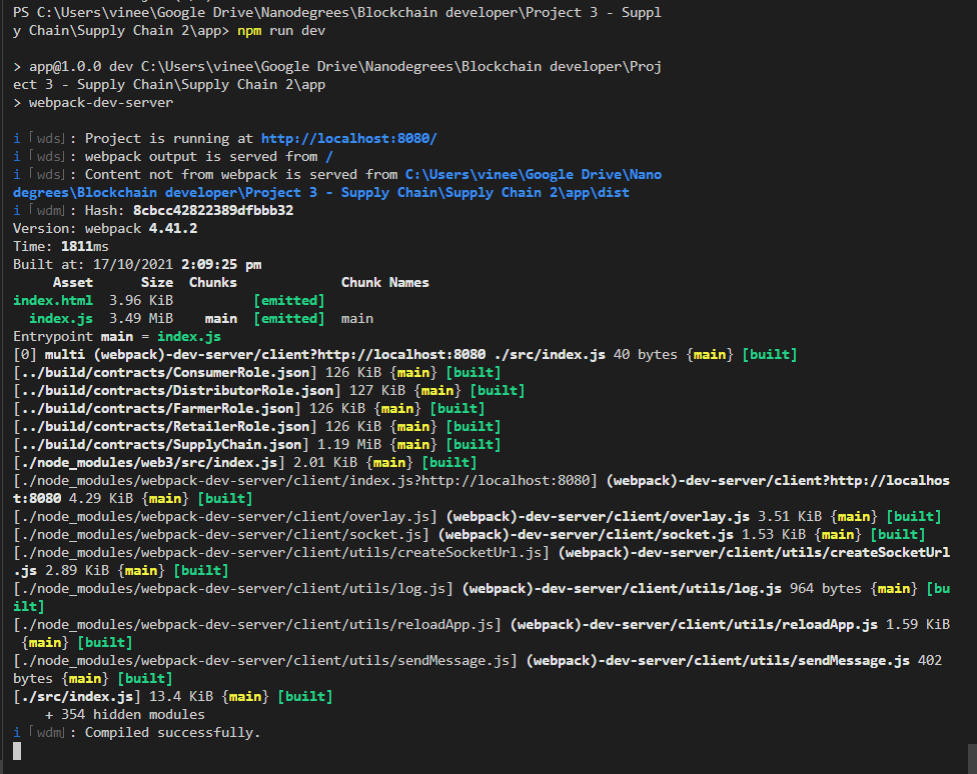 PS C:\Users\vinee\Google Drive\Nanodegrees\Blockchain developer\Project 3 - Suppl
y Chain\Supply Chain 2\app> npm run dev
> app@1.0.0 dev C:\Users\vinee\Google Drive\Nanodegrees\Blockchain developer\Proj
ect 3 - Supply Chain\Supply Chain 2\app
> webpack-dev-server
i ｢wds｣: Project is running at http://localhost:8080/
i ｢wds｣: webpack output is served from /
i ｢wds｣: Content not from webpack is served from C:\Users\vinee\Google Drive\Nano
degrees\Blockchain developer\Project 3 - Supply Chain\Supply Chain 2\app\dist
i ｢wdm｣: Hash: 8cbcc42822389dfbbb32
Version: webpack 4.41.2
Time: 1811ms
Built at: 17/10/2021 2:09:25 pm
Asset Size Chunks Chunk Names
index.html 3.96 KiB [emitted]
index.js 3.49 MiB main [emitted] main
Entrypoint main = index.js
[0] multi (webpack)-dev-server/client?http://localhost:8080 ./src/index.js 40 bytes {main} [built]
[../build/contracts/ConsumerRole.json] 126 KiB {main} [built]
[../build/contracts/DistributorRole.json] 127 KiB {main} [built]
[../build/contracts/FarmerRole.json] 126 KiB {main} [built]
[../build/contracts/RetailerRole.json] 126 KiB {main} [built]
[../build/contracts/SupplyChain.json] 1.19 MiB {main} [built]
[./node_modules/web3/src/index.js] 2.01 KiB {main} [built]
[./node_modules/webpack-dev-server/client/index.js?http://localhost:8080] (webpack)-dev-server/client?http://localhos
t:8080 4.29 KiB {main} [built]
[./node_modules/webpack-dev-server/client/overlay.js] (webpack)-dev-server/client/overlay.js 3.51 KiB {main} [built]
[./node_modules/webpack-dev-server/client/socket.js] (webpack)-dev-server/client/socket.js 1.53 KiB {main} [built]
[./node_modules/webpack-dev-server/client/utils/createSocketUrl.js] (webpack)-dev-server/client/utils/createSocketUrl
.js 2.89 KiB {main} [built]
[./node_modules/webpack-dev-server/client/utils/log.js] (webpack)-dev-server/client/utils/log.js 964 bytes {main} [bu
ilt]
[./node_modules/webpack-dev-server/client/utils/reloadApp.js] (webpack)-dev-server/client/utils/reloadApp.js 1.59 KiB
{main} [built]
[./node_modules/webpack-dev-server/client/utils/sendMessage.js] (webpack)-dev-server/client/utils/sendMessage.js 402
bytes {main} [built]
[./src/index.js] 13.4 KiB {main} [built]
+ 354 hidden modules
i ｢wdm｣: Compiled successfully.